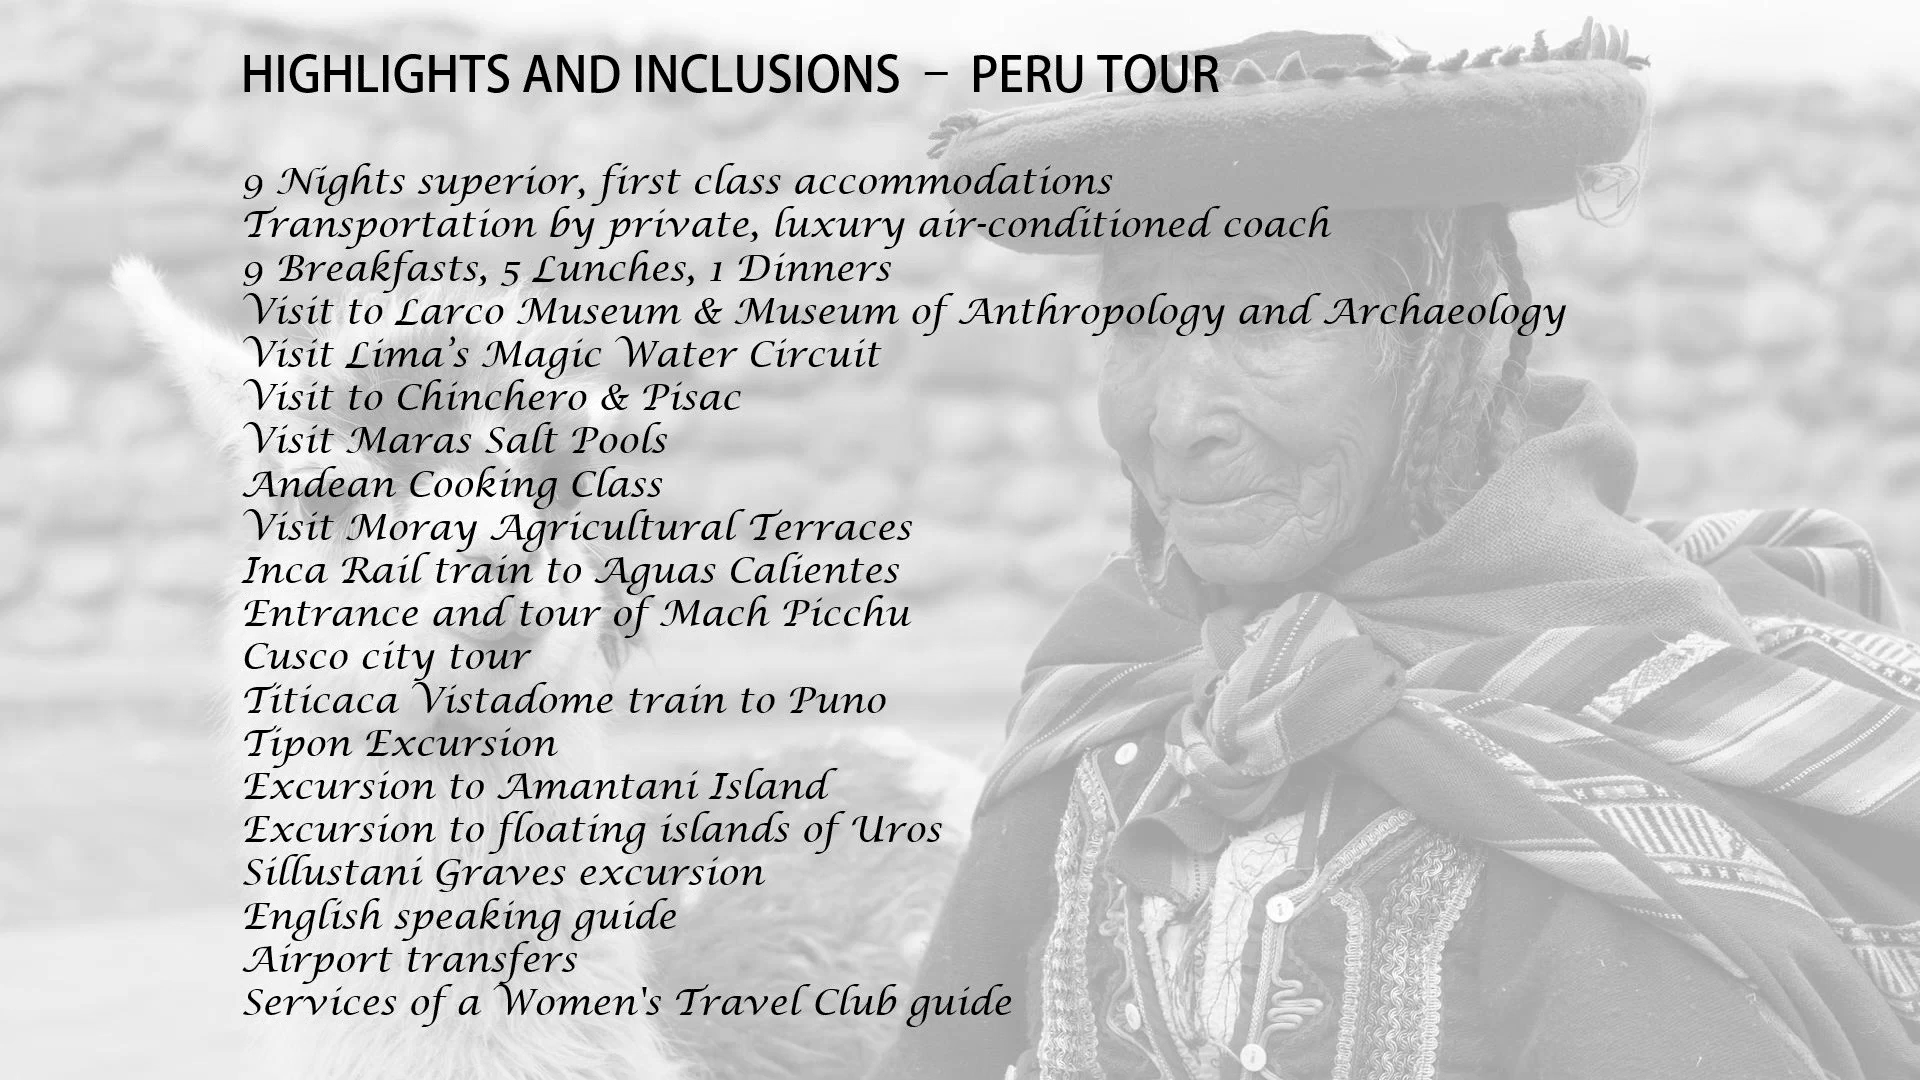 HIGHLIGHTS AND INCLUSIONS – PERU TOUR
9 Nights superior, first class accommodations
Transportation by private, luxury air-conditioned coach
9 Breakfasts, 5 Lunches, 1 Dinners
Visit to Larco Museum & Museum of Anthropology and Archaeology
Visit Lima's Magic Water Circuit
Visit to Chinchero & Pisac
Visit Maras Salt Pools
Andean Cooking Class
Visit Moray Agricultural Terraces
Inca Rail train to Aguas Calientes
Entrance and tour of Mach Picchu
Cusco city tour
Titicaca Vistadome train to Puno
Tipon Excursion
Excursion to Amantani Island
Excursion to floating islands of Uros
Sillustani Graves excursion
English speaking guide
Airport transfers
Services of a Women's Travel Club guide